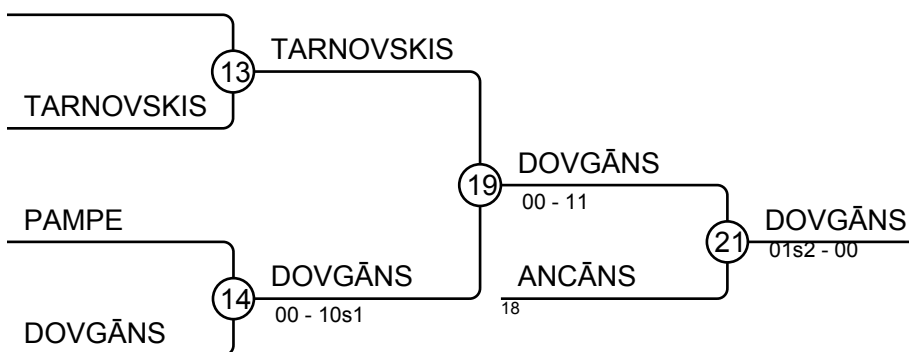 13
TARNOVSKIS
TARNOVSKIS
19
DOVGĀNS
00 - 11
PAMPE
21
DOVGĀNS
01s2 - 00
14
DOVGĀNS
00 - 10s1
ANCĀNS
18
DOVGĀNS